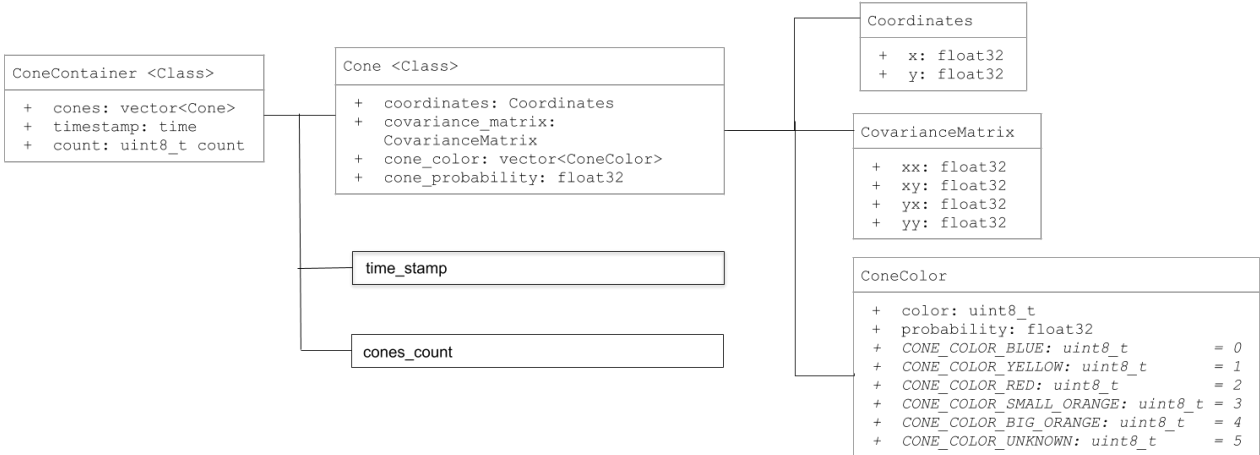 ConeContainer <Class>
+ cones: vector<Cone>
+ timestamp: time
+ count: uint8_t count
Cone <Class>
+ coordinates: Coordinates
+ covariance_matrix:
CovarianceMatrix
+ cone_color: vector<ConeColor>
+ cone_probability: float32
time_stamp
cones_count
Coordinates
+ x: float32
+ y: float32
CovarianceMatrix
+ xx: float32
+ xy: float32
+ yx: float32
+ yy: float32
ConeColor
+ color: uint8_t
+ probability: float32
+ CONE_COLOR_BLUE: uint8_t = 0
+ CONE_COLOR_YELLOW: uint8_t = 1
+ CONE_COLOR_RED: uint8_t = 2
+ CONE_COLOR_SMALL_ORANGE: uint8_t = 3
+ CONE_COLOR_BIG_ORANGE: uint8_t = 4
+ CONE_COLOR_UNKNOWN: uint8_t = 5